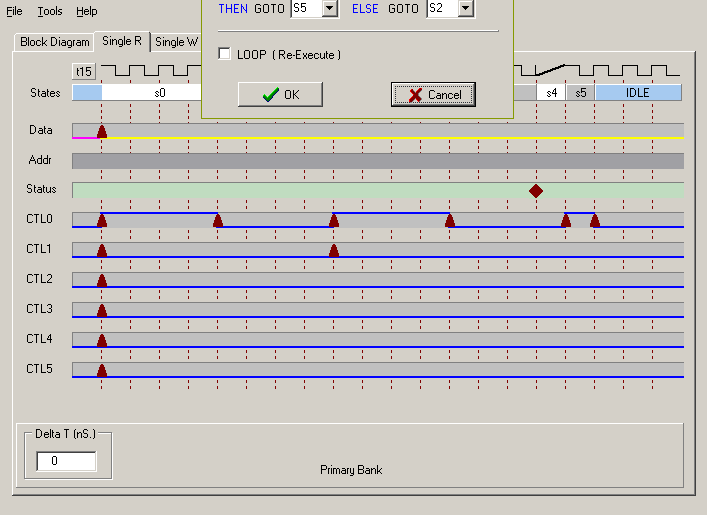 File Tools Help
THEN GOTO S5 ELSE GOTO S2
Block Diagram Single R Single W
LOOP ( Re-Execute )
t15
OK Cancel
States s0 s4 s5 IDLE
Data
Addr
Status
CTL0
CTL1
CTL2
CTL3
CTL4
CTL5
Delta T (nS.)
0
Primary Bank